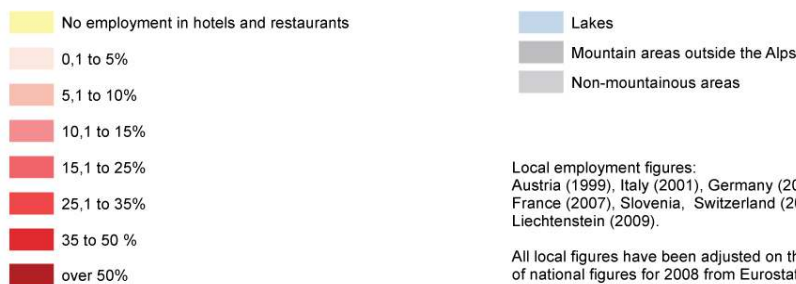 No employment in hotels and restaurants
0,1 to 5%
5,1 to 10%
10,1 to 15%
15,1 to 25%
25,1 to 35%
35 to 50 %
over 50%
Lakes
Mountain areas outside the Alps
Non-mountainous areas
Local employment figures:
Austria (1999), Italy (2001), Germany
France (2007), Slovenia, Switzerland
Liechtenstein (2009).
All local figures have been adjusted on
of national figures for 2008 from Eurostat